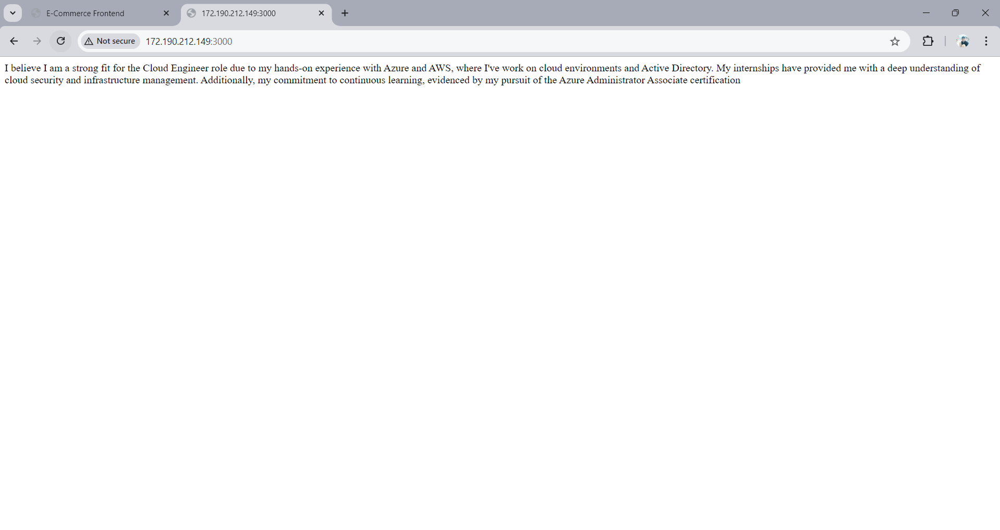 E-Commerce Frontend
172.190.212.149:3000
Not secure
172.190.212.149:3000
I believe I am a strong fit for the Cloud Engineer role due to my hands-on experience with Azure and AWS, where I've work on cloud environments and Active Directory. My internships have provided me with a deep understanding of
cloud security and infrastructure management. Additionally, my commitment to continuous learning, evidenced by my pursuit of the Azure Administrator Associate certification